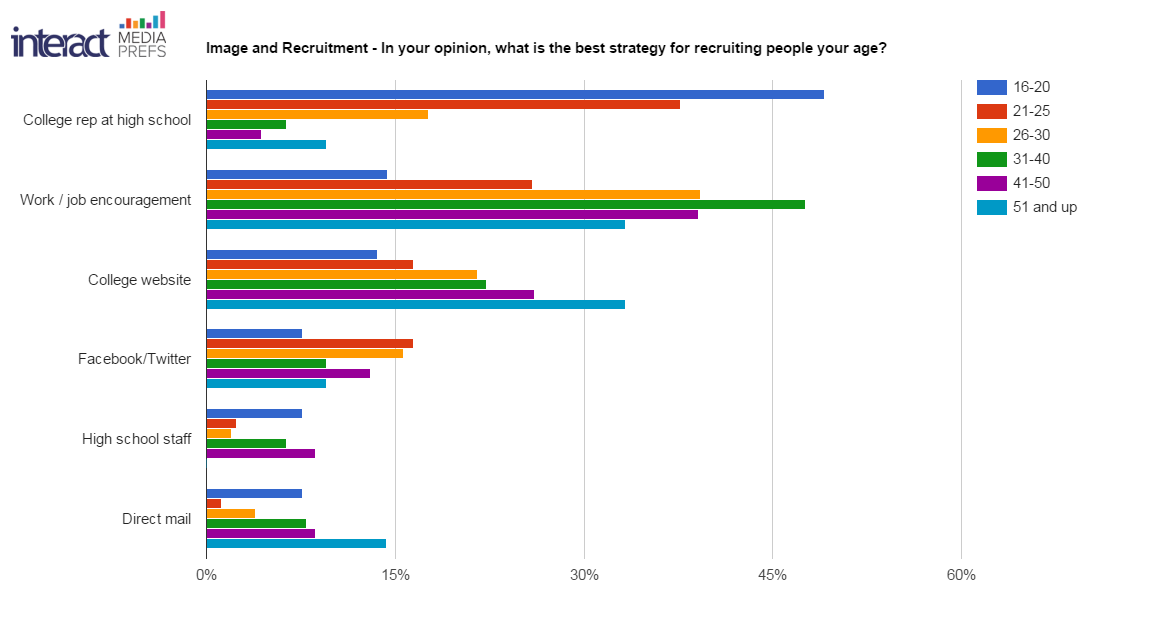 interact
MEDIA
PREFS
Image and Recruitment - In your opinion, what is the best strategy for recruiting people your age?
College rep at high school
Work / job encouragement
College website
Facebook/Twitter
High school staff
Direct mail
0% 15% 30% 45% 60%
16-20
21-25
26-30
31-40
41-50
51 and up